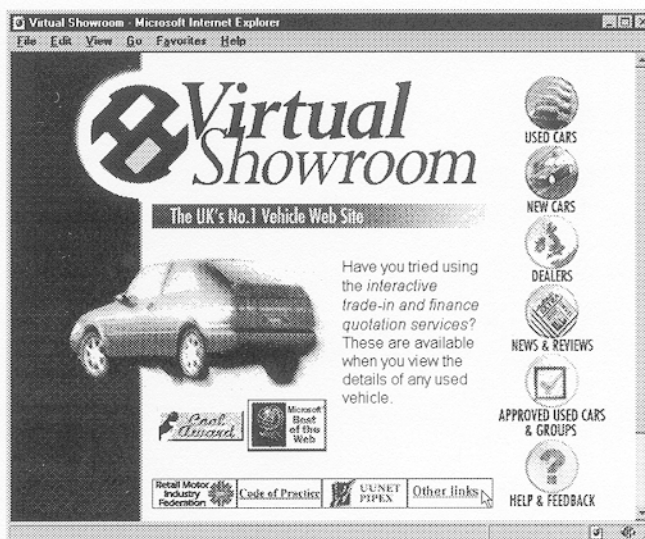 Virtual Showroom - Microsoft Internet Explorer
File Edit View Go Favorites Help
Virtual
Showroom
The UK's No.1 Vehicle Web Site
Have you tried using
the interactive
trade-in and finance
quotation services?
These are available
when you view the
details of any used
vehicle.
Cool
Award
Microsoft
Best
of the
Web
Retail Motor
Industry
Federation
Code of Practice
UUNET
PIPEX
Other links
USED CARS
NEW CARS
DEALERS
NEWS & REVIEWS
APPROVED USED CARS
& GROUPS
HELP & FEEDBACK